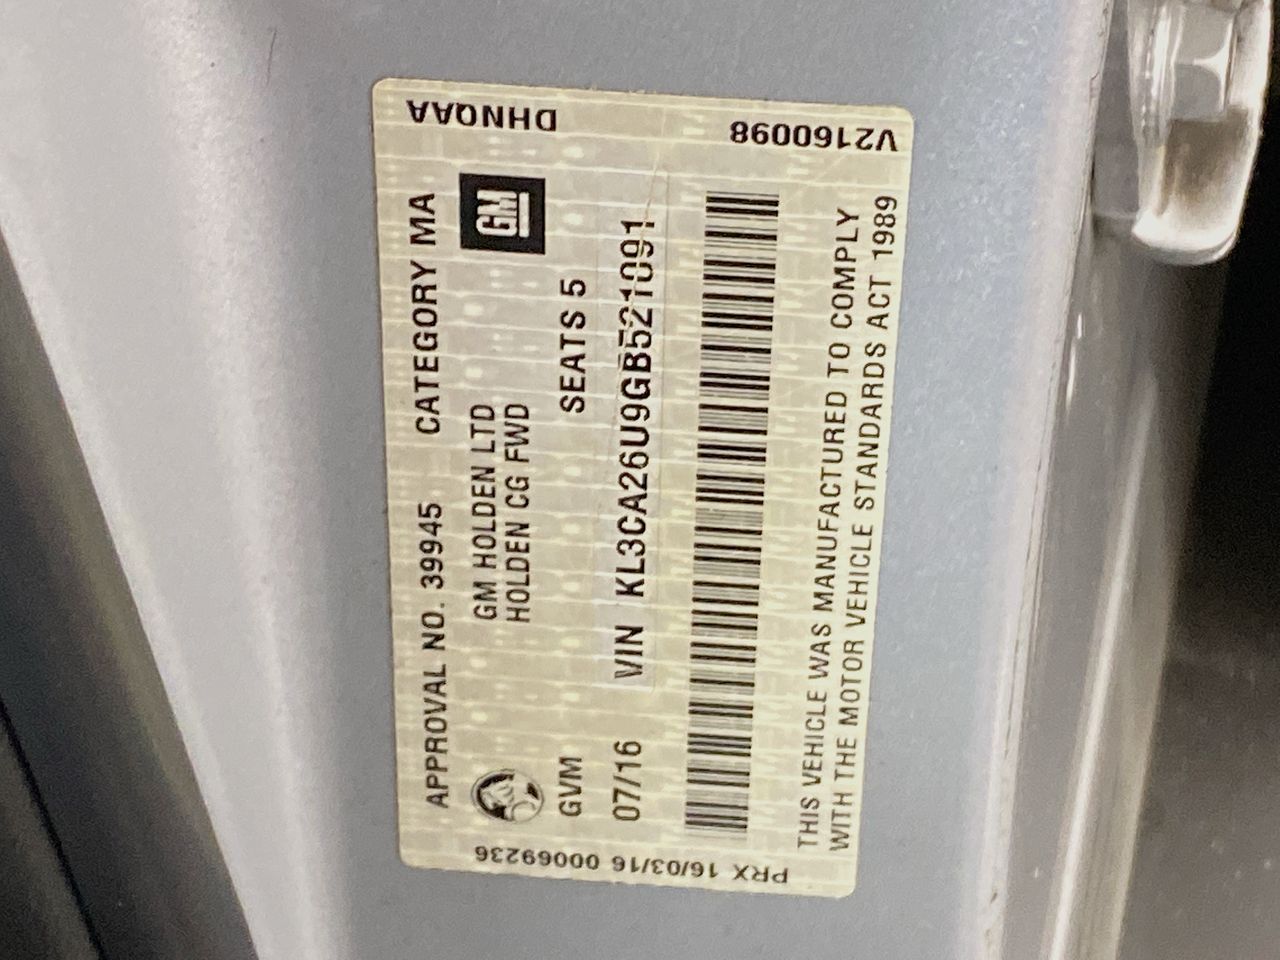 APPROVAL NO. 39945 CATEGORY MA
GM HOLDEN LTD
HOLDEN CG FWD
GM
GVM SEATS 5
07/16 VIN KL3CA26U9GB521091
THIS VEHICLE WAS MANUFACTURED TO COMPLY
WITH THE MOTOR VEHICLE STANDARDS ACT 1989
DHNQAA
V2160098
PRX 16/03/16 00069236